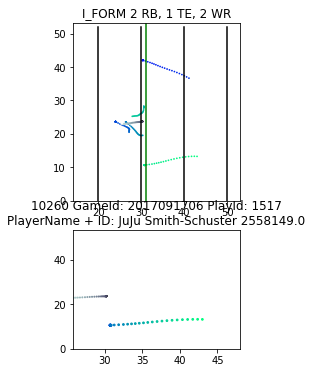 I_FORM 2 RB, 1 TE, 2 WR
50
40
30
20
10
0
20 30 40 50
10260 GameId: 2017091706 PlayId: 1517
PlayerName + ID: JuJu Smith-Schuster 2558149.0
40
20
0
30 35 40 45